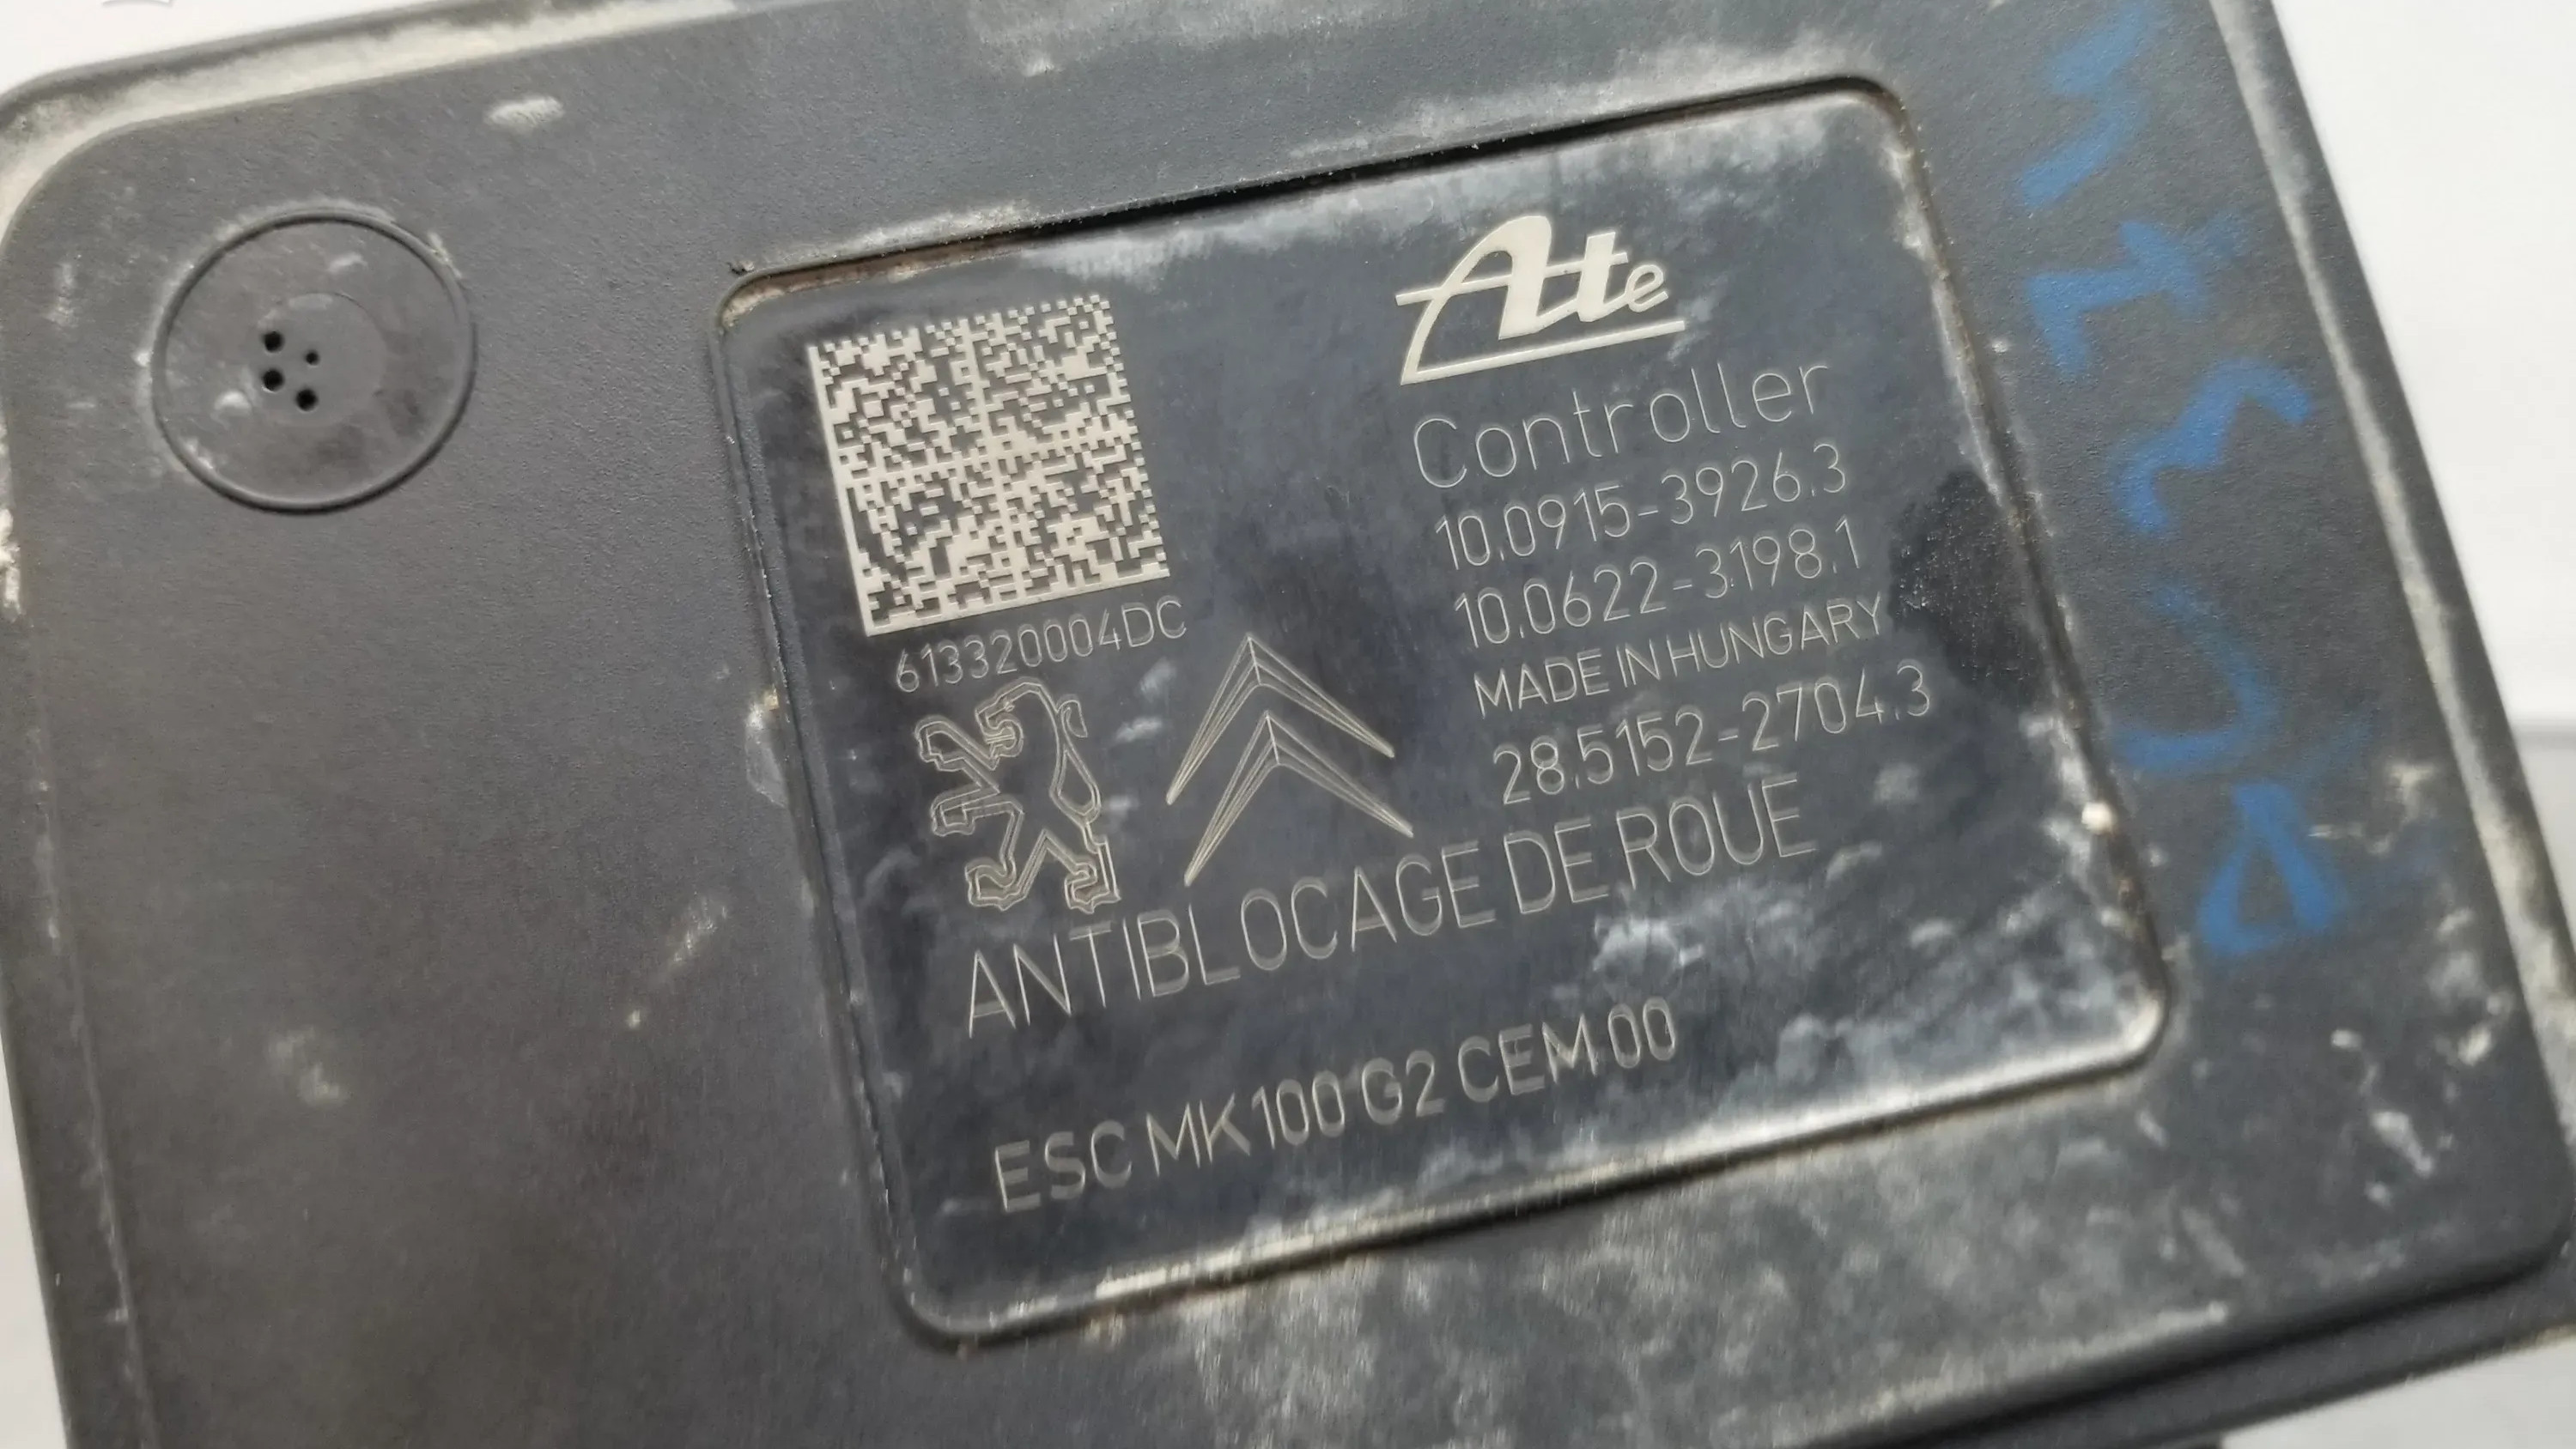 Ate
Controller
10.0915-3926.3
10.0622-3198.1
MADE IN HUNGARY
28.5152-2704.3
613320004DC
ANTIBLOCAGE DE ROUE
ESC MK100 G2 CEM 00